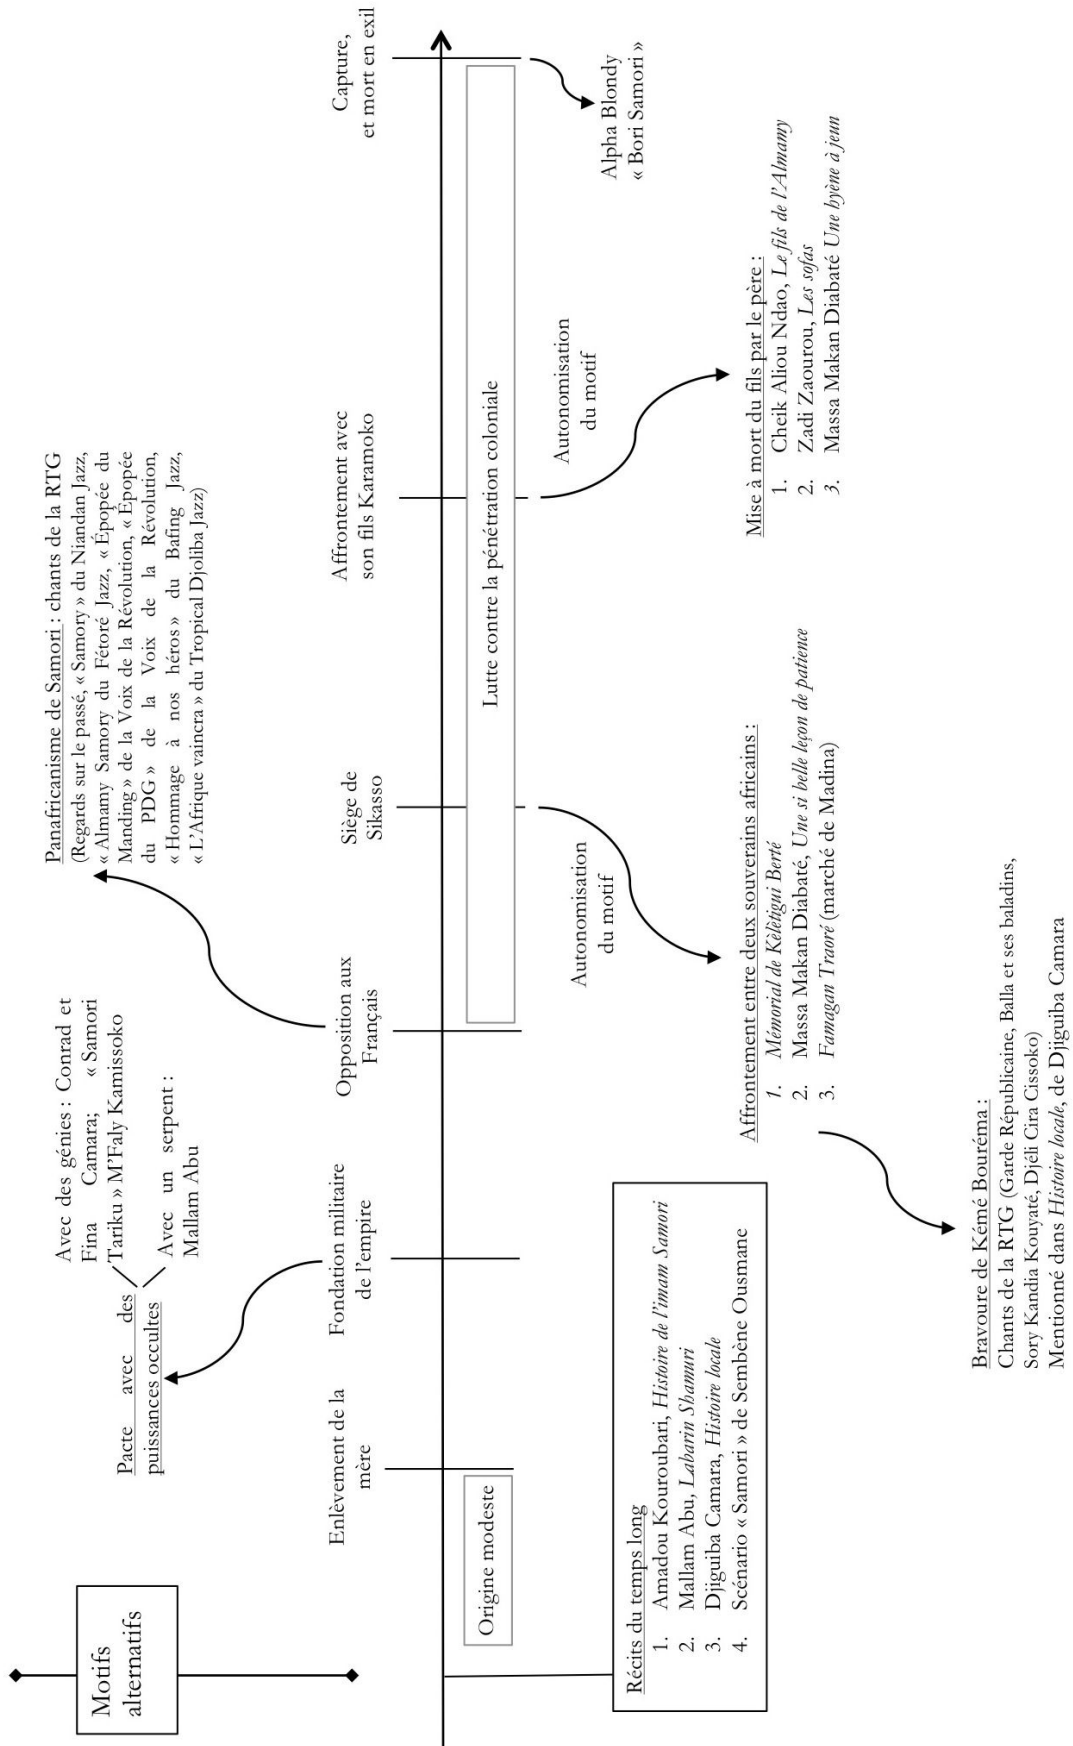 Motifs
alternatifs
Pacte avec des
puissances occultes
Avec des génies : Conrad et
Fina Camara; « Samori
Tariku » M'Faly Kamissoko
Avec un serpent :
Mallam Abu
Panafricanisme de Samori : chants de la RTG
(Regards sur le passé, « Samory » du Niandan Jazz,
« Almamy Samory du Fétoré Jazz, « Épopée du
Manding » de la Voix de la Révolution, « Epopée
du PDG » de la Voix de la Révolution,
« Hommage à nos héros » du Bafing Jazz,
« L'Afrique vaincra » du Tropical Djoliba Jazz)
Enlèvement de la
mère
Fondation militaire
de l'empire
Opposition aux
Français
Siège de
Sikasso
Affrontement avec
son fils Karamoko
Capture,
et mort en exil
Origine modeste
Lutte contre la pénétration coloniale
Récits du temps long
1. Amadou Kouroubari, Histoire de l'imam Samori
2. Mallam Abu, Labarin Shamuri
3. Djiguiba Camara, Histoire locale
4. Scénario « Samori » de Sembène Ousmane
Autonomisation
du motif
Autonomisation
du motif
Alpha Blondy
« Bori Samori »
Affrontement entre deux souverains africains :
1. Mémorial de Kèlètigui Berté
2. Massa Makan Diabaté, Une si belle leçon de patience
3. Famagan Traoré (marché de Madina)
Mise à mort du fils par le père :
1. Cheik Aliou Ndao, Le fils de l'Almamy
2. Zadi Zaourou, Les sofas
3. Massa Makan Diabaté Une hyène à jeun
Bravoure de Kémé Bouréma :
Chants de la RTG (Garde Républicaine, Balla et ses baladins,
Sory Kandia Kouyaté, Djéli Cira Cissoko)
Mentionné dans Histoire locale, de Djiguiba Camara